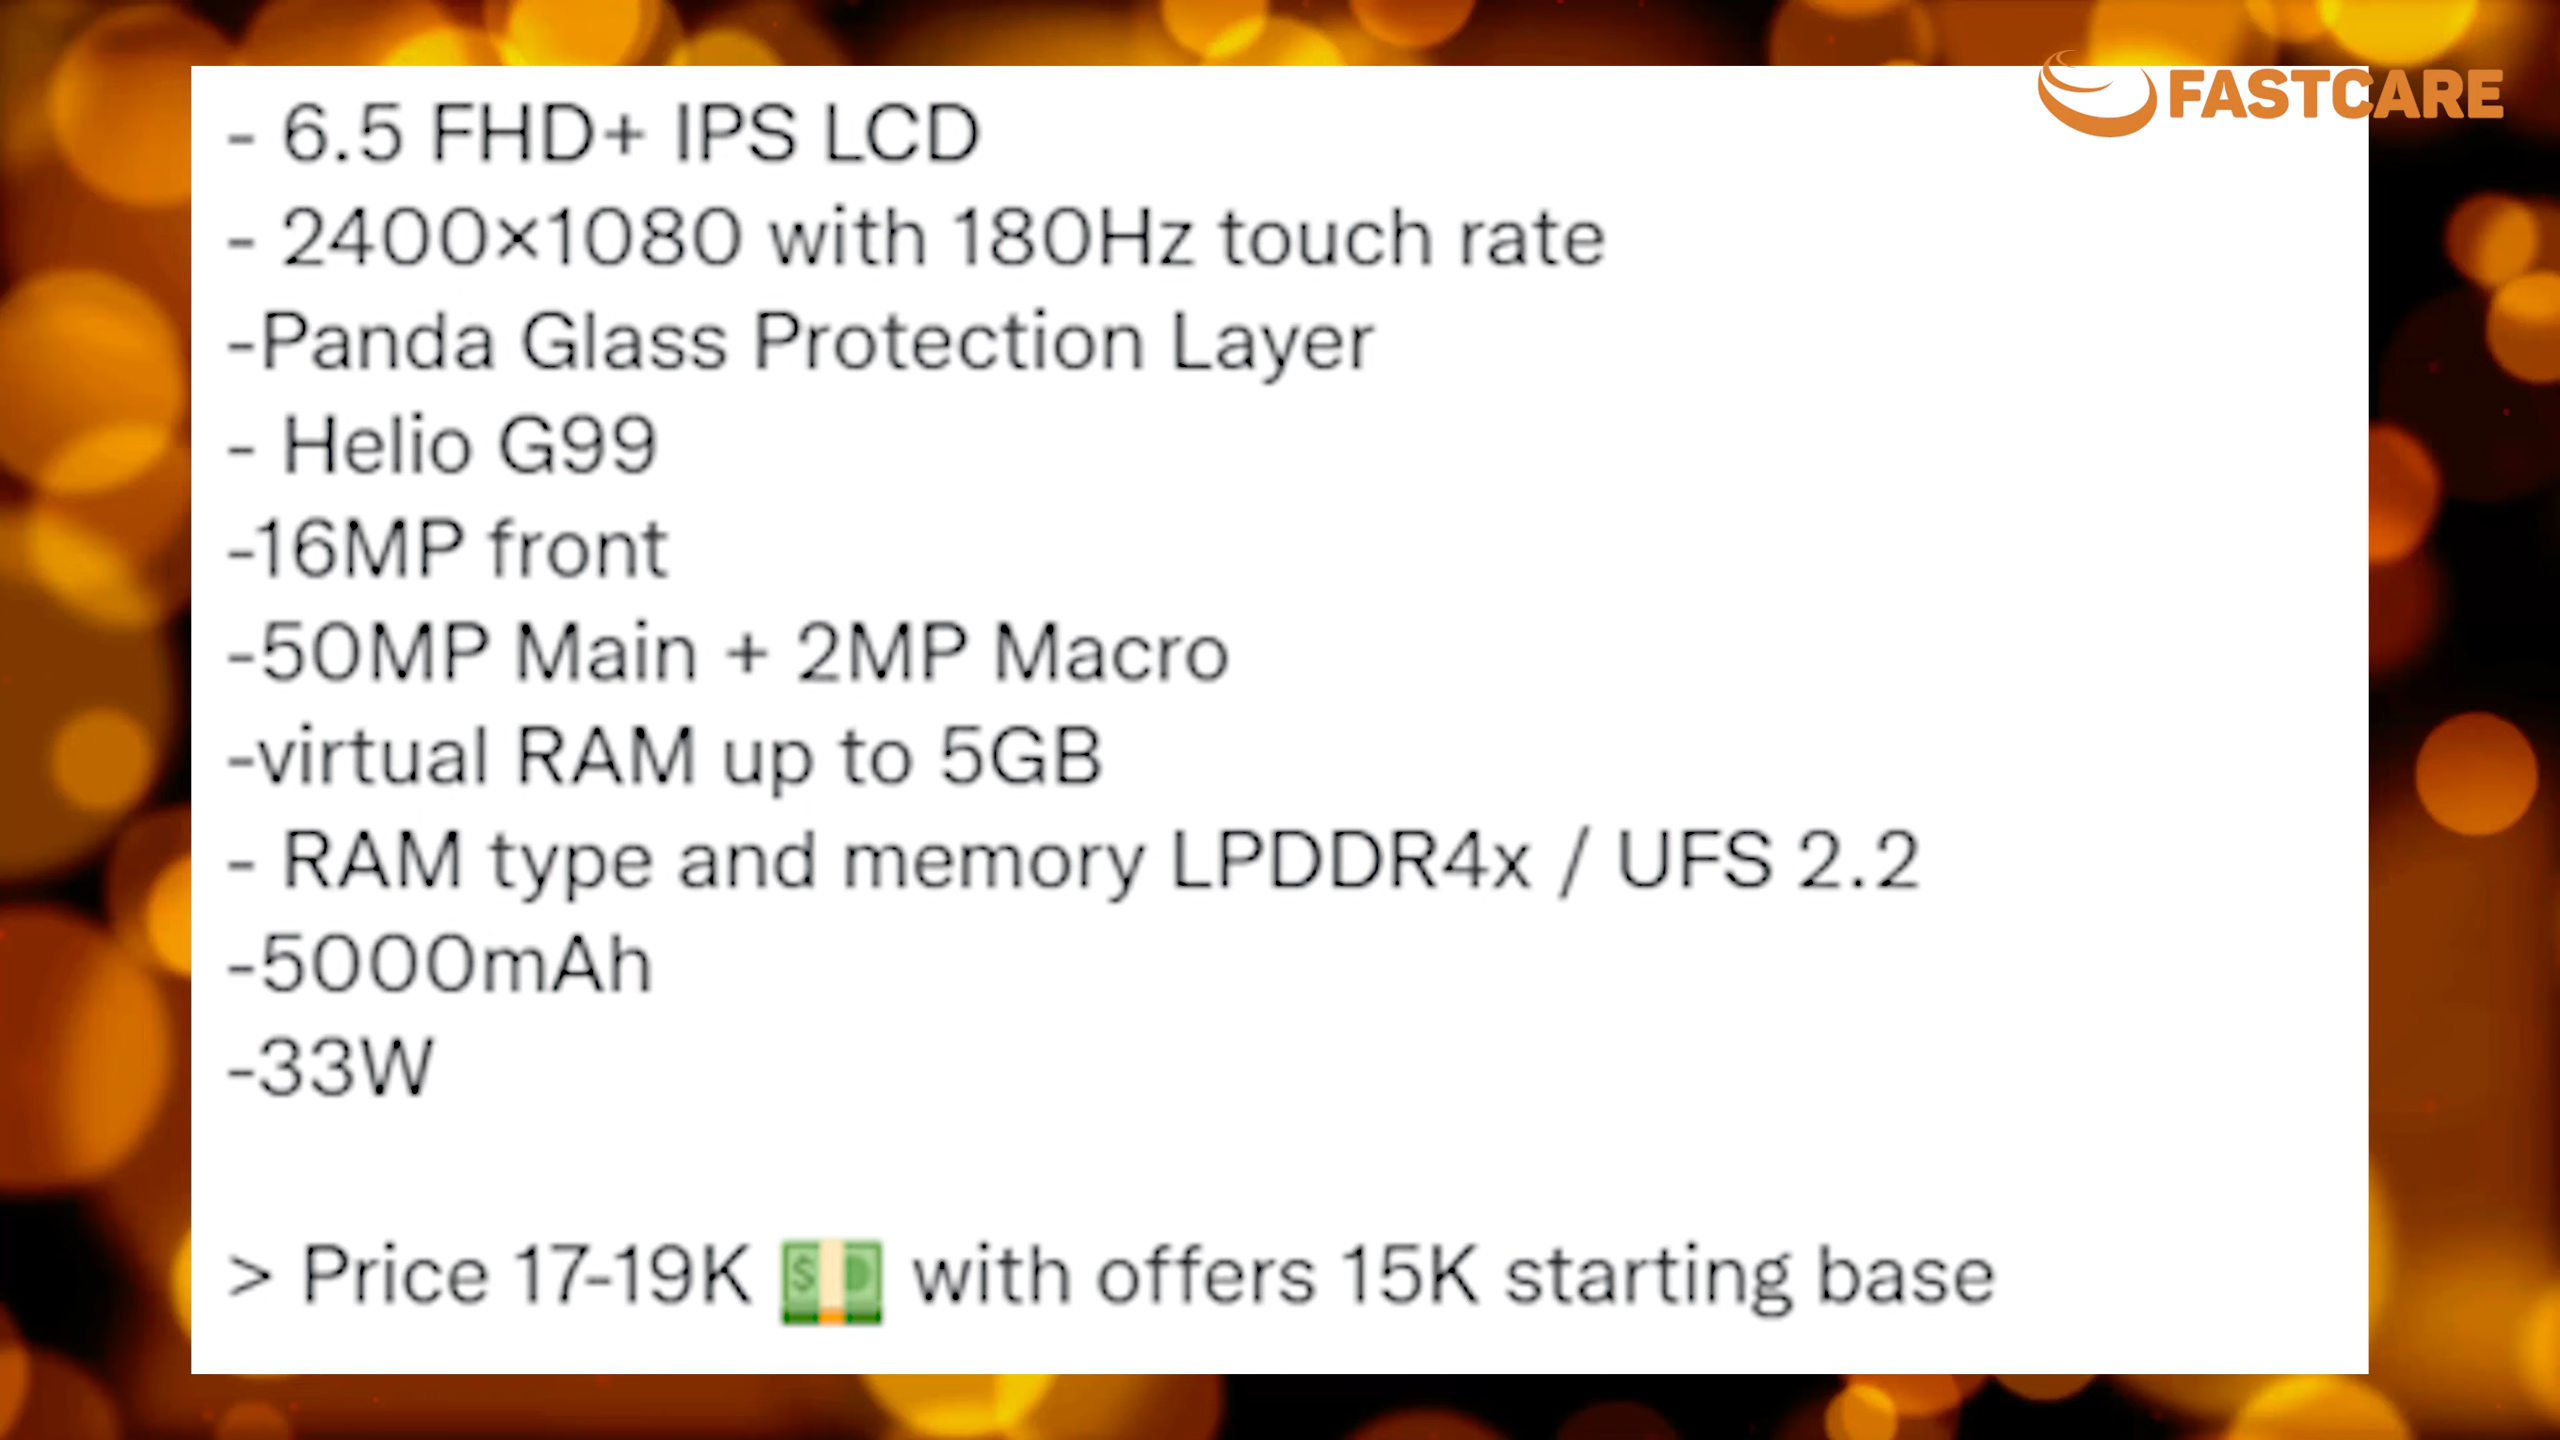 FASTCARE
- 6.5 FHD+ IPS LCD
- 2400×1080 with 180Hz touch rate
-Panda Glass Protection Layer
- Helio G99
-16MP front
-50MP Main + 2MP Macro
-virtual RAM up to 5GB
- RAM type and memory LPDDR4x / UFS 2.2
-5000mAh
-33W
> Price 17-19K 💵 with offers 15K starting base